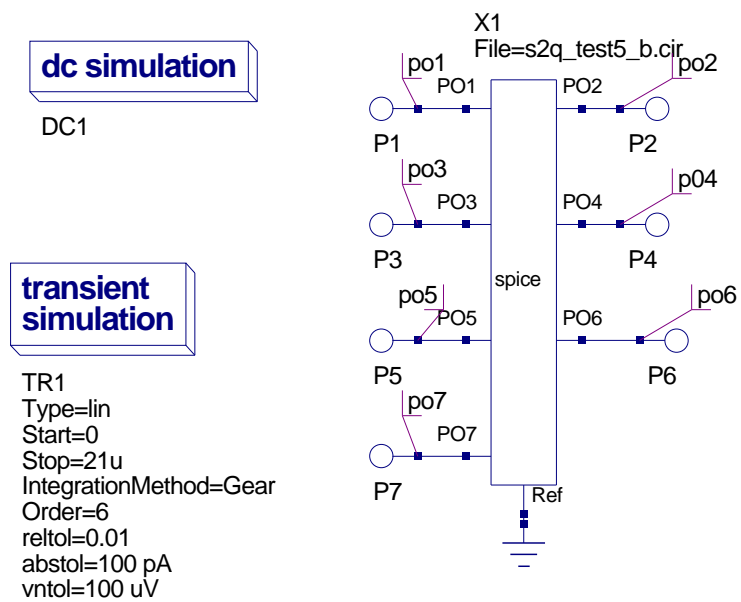 dc simulation
DC1
X1
File=s2q_test5_b.cir
po1
PO1
P1
PO2
po2
P2
po3
PO3
P3
PO4
p04
P4
spice
po5
PO5
P5
PO6
po6
P6
po7
PO7
P7
Ref
transient
simulation
TR1
Type=lin
Start=0
Stop=21u
IntegrationMethod=Gear
Order=6
reltol=0.01
abstol=100 pA
vntol=100 uV